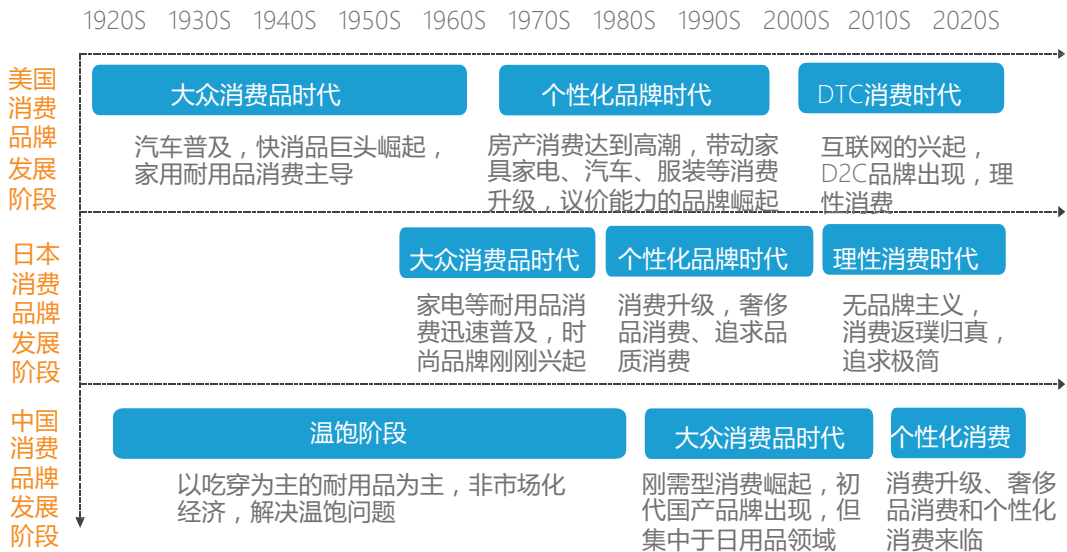 1920S 1930S 1940S 1950S 1960S 1970S 1980S 1990S 2000S 2010S 2020S
美国
消费
品牌
发展
阶段
大众消费品时代
汽车普及，快消品巨头崛起，
家用耐用品消费主导
个性化品牌时代
房产消费达到高潮，带动家
具家电、汽车、服装等消费
升级，议价能力的品牌崛起
DTC消费时代
互联网的兴起，
D2C品牌出现，理
性消费
日本
消费
品牌
发展
阶段
大众消费品时代
家电等耐用品消
费迅速普及，时
尚品牌刚刚兴起
个性化品牌时代
消费升级，奢侈
品消费、追求品
质消费
理性消费时代
无品牌主义，
消费返璞归真，
追求极简
中国
消费
品牌
发展
阶段
温饱阶段
以吃穿为主的耐用品为主，非市场化
经济，解决温饱问题
大众消费品时代
刚需型消费崛起，初
代国产品牌出现，但
集中于日用品领域
个性化消费
消费升级、奢侈
品消费和个性化
消费来临